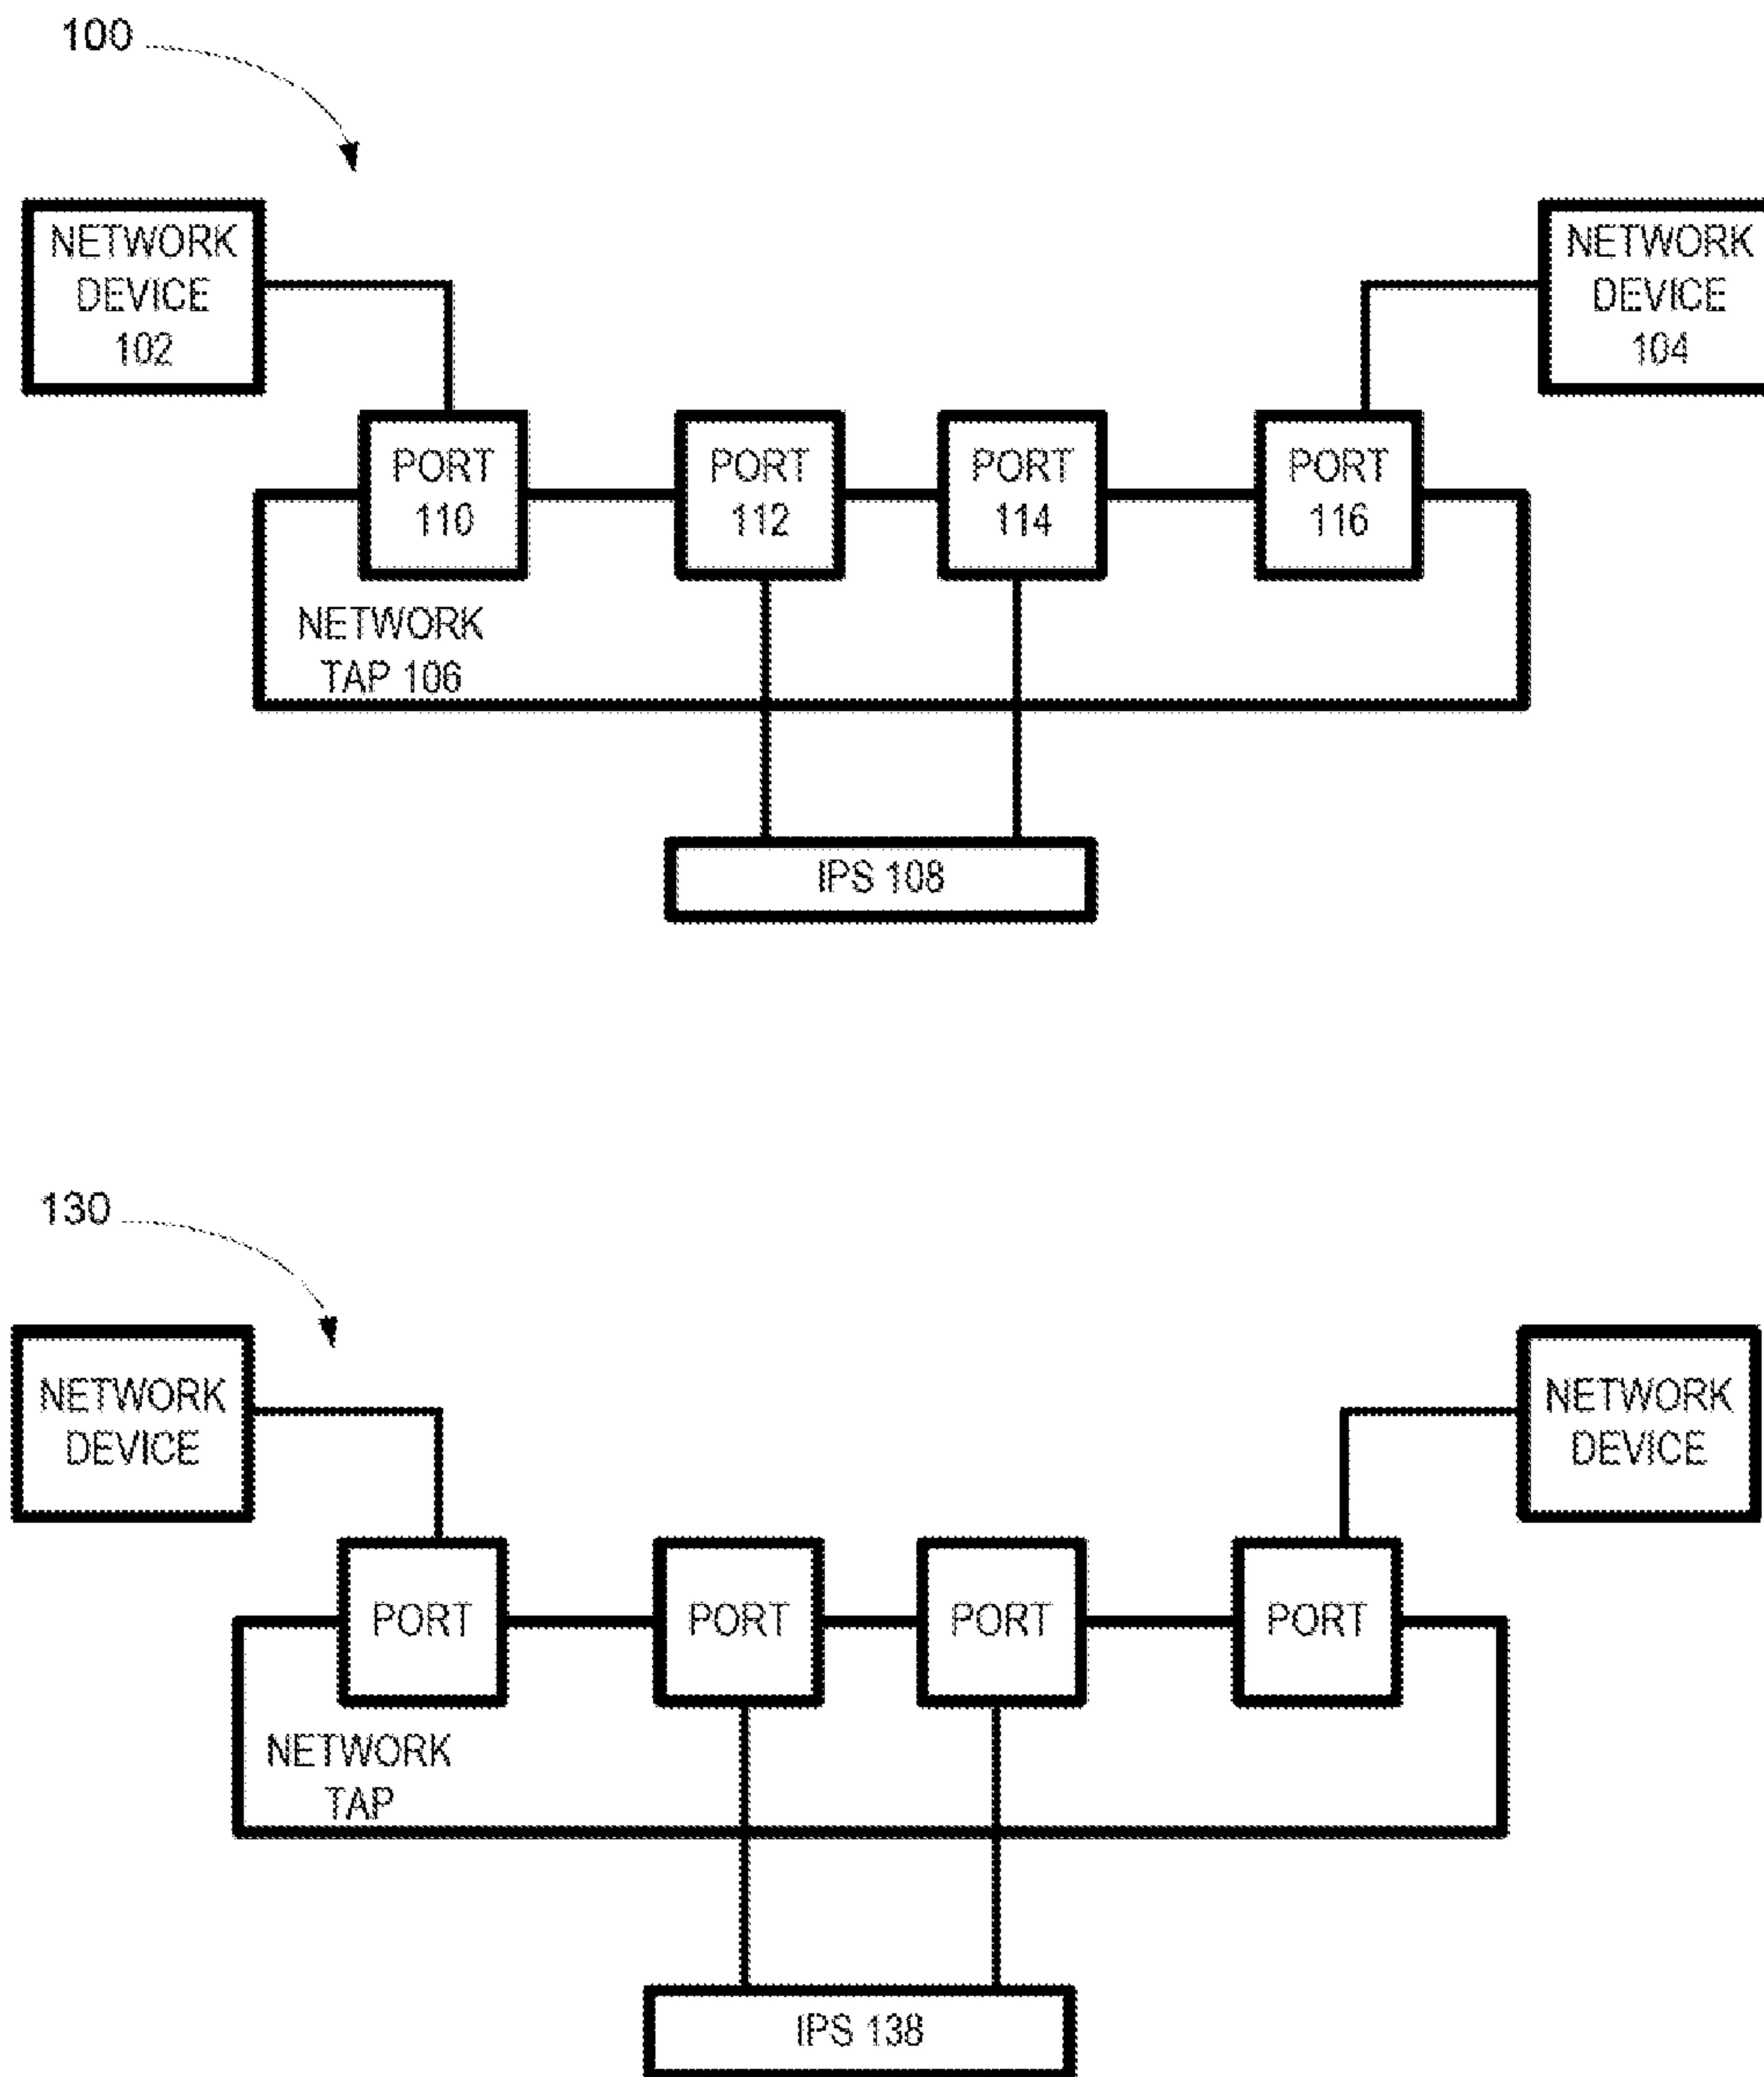 100
NETWORK
DEVICE
102
NETWORK
DEVICE
104
PORT
110
PORT
112
PORT
114
PORT
116
NETWORK
TAP 106
IPS 108
130
NETWORK
DEVICE
NETWORK
DEVICE
PORT
PORT
PORT
PORT
NETWORK
TAP
IPS 138